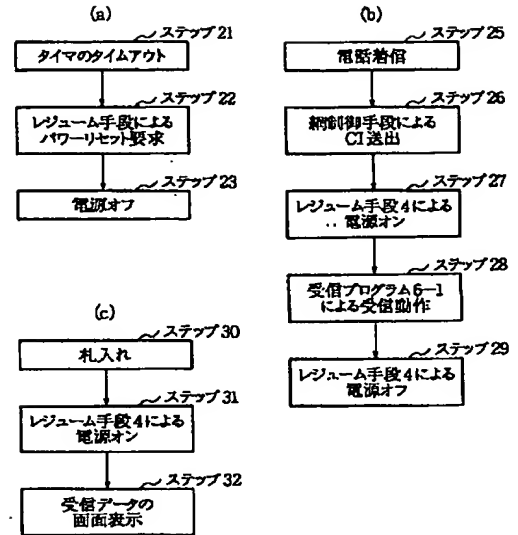 (a)
ステップ21
タイマのタイムアウト
ステップ22
レジューム手段による
パワーリセット要求
ステップ23
電源オフ
(b)
ステップ25
電話着信
ステップ26
網制御手段による
CI送出
ステップ27
レジューム手段4による
電源オン
ステップ28
受信プログラム6-1
による受信動作
ステップ29
レジューム手段4による
電源オフ
(c)
ステップ30
札入れ
ステップ31
レジューム手段4による
電源オン
ステップ32
受信データの
画面表示